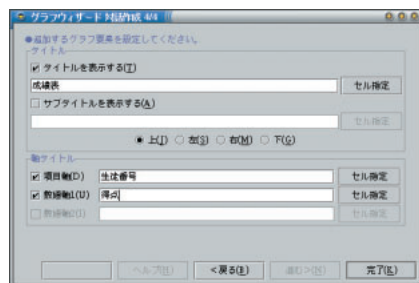 グラフウィザード 対話作成 4/4
●追加するグラフ要素を設定してください。
タイトル
タイトルを表示する(T)
成績表
セル指定
サブタイトルを表示する(A)
セル指定
上(J) 左(S) 右(M) 下(G)
軸タイトル
項目軸(D) 生徒番号 セル指定
数値軸1(U) 得点 セル指定
数値軸2(I) セル指定
ヘルプ(H) <戻る(B) 進む>(N) 完了(K)